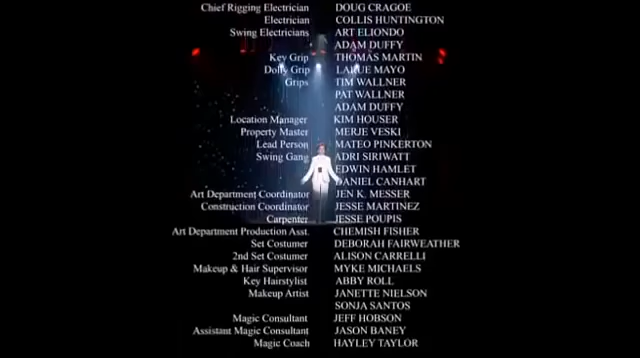 Chief Rigging Electrician DOUG CRAGOE
Electrician COLLIS HUNTINGTON
Swing Electricians ART ELIONDO
ADAM DUFFY
Key Grip THOMAS MARTIN
Dolly Grip LARUE MAYO
Grips TIM WALLNER
PAT WALLNER
ADAM DUFFY
Location Manager KIM HOUSER
Property Master MERJE VESKI
Lead Person MATEO PINKERTON
Swing Gang ADRI SIRIWATT
EDWIN HAMLET
DANIEL CANHART
Art Department Coordinator JEN K. MESSER
Construction Coordinator JESSE MARTINEZ
Carpenter JESSE POUPIS
Art Department Production Asst. CHEMISH FISHER
Set Costumer DEBORAH FAIRWEATHER
2nd Set Costumer ALISON CARRELLI
Makeup & Hair Supervisor MYKE MICHAELS
Key Hairstylist ABBY ROLL
Makeup Artist JANETTE NIELSON
SONJA SANTOS
Magic Consultant JEFF HOBSON
Assistant Magic Consultant JASON BANEY
Magic Coach HAYLEY TAYLOR